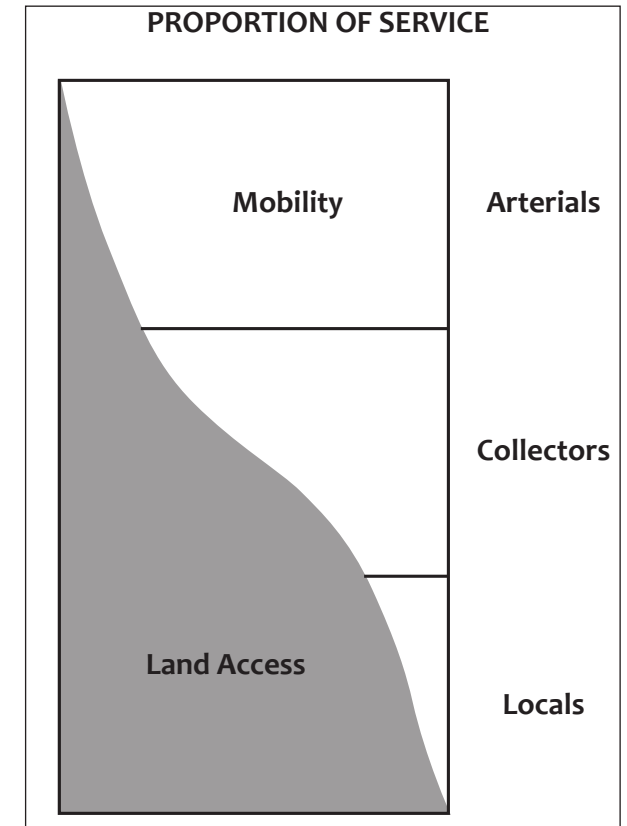 PROPORTION OF SERVICE
Mobility
Arterials
Collectors
Land Access
Locals